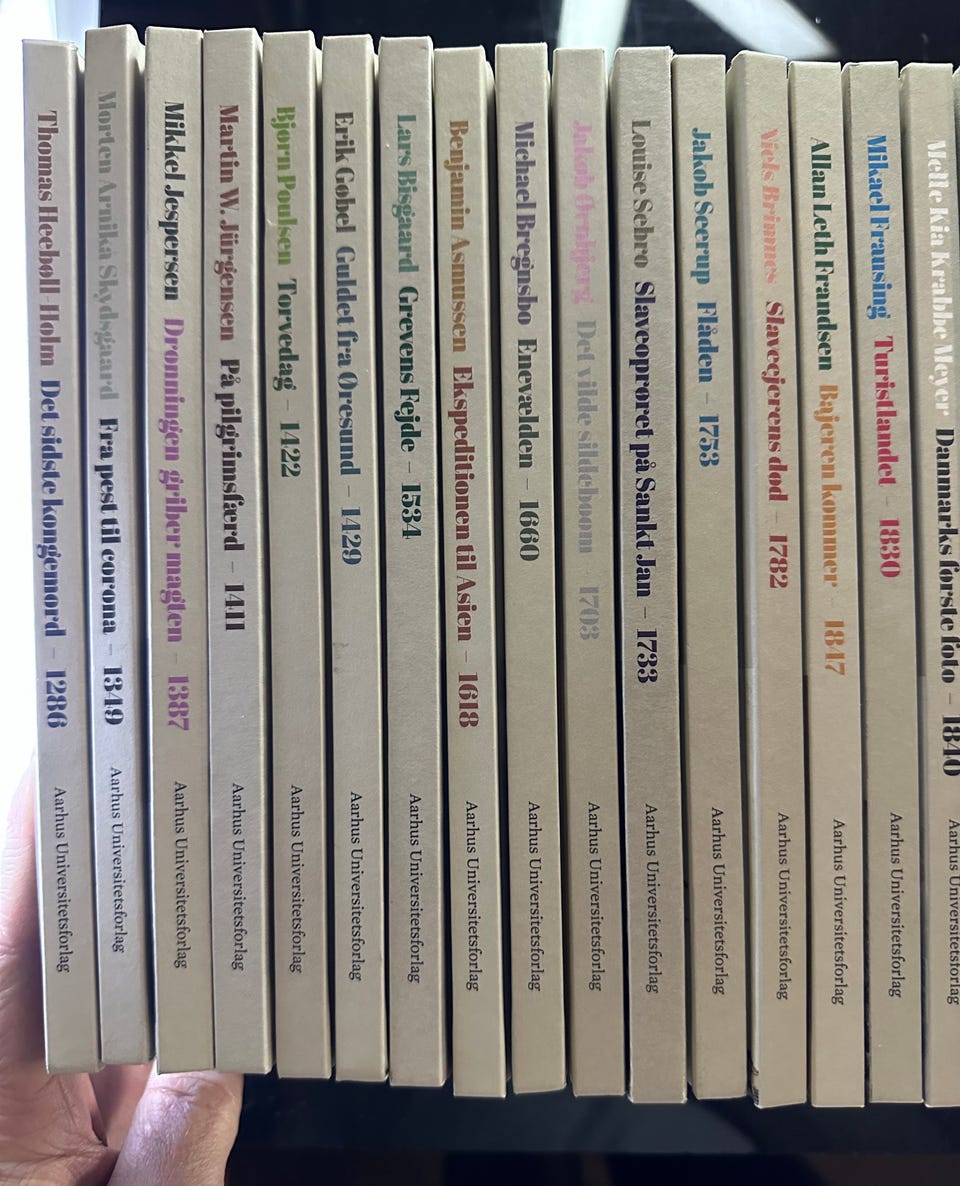 Thomas Heebøll-Holm Det sidste kongemord – 1286 Aarhus Universitetsforlag
Morten Arnika Skydsgaard Fra pest til corona – 1349 Aarhus Universitetsforlag
Mikkel Jespersen Dronningen griber magten – 1387 Aarhus Universitetsforlag
Martin W. Jürgensen På pilgrimsfærd – 1411 Aarhus Universitetsforlag
Bjørn Poulsen Torvedag – 1422 Aarhus Universitetsforlag
Erik Gøbel Guldet fra Øresund – 1429 Aarhus Universitetsforlag
Lars Bisgaard Grevens Fejde – 1534 Aarhus Universitetsforlag
Benjamin Asmussen Ekspeditionen til Asien – 1618 Aarhus Universitetsforlag
Michael Bregnsbo Enevælden – 1660 Aarhus Universitetsforlag
Jakob Ørnbjerg Det vilde sildeboom – 1703 Aarhus Universitetsforlag
Louise Sebro Slaveoprøret på Sankt Jan – 1733 Aarhus Universitetsforlag
Jakob Seerup Flåden – 1753 Aarhus Universitetsforlag
Niels Brimnes Slaveejerens død – 1782 Aarhus Universitetsforlag
Allan Leth Frandsen Bajeren kommer – 1847 Aarhus Universitetsforlag
Mikael Frausing Turistlandet – 1830 Aarhus Universitetsforlag
Mette Kia Krabbe Meyer Danmarks første foto – 1840 Aarhus Universitetsforlag